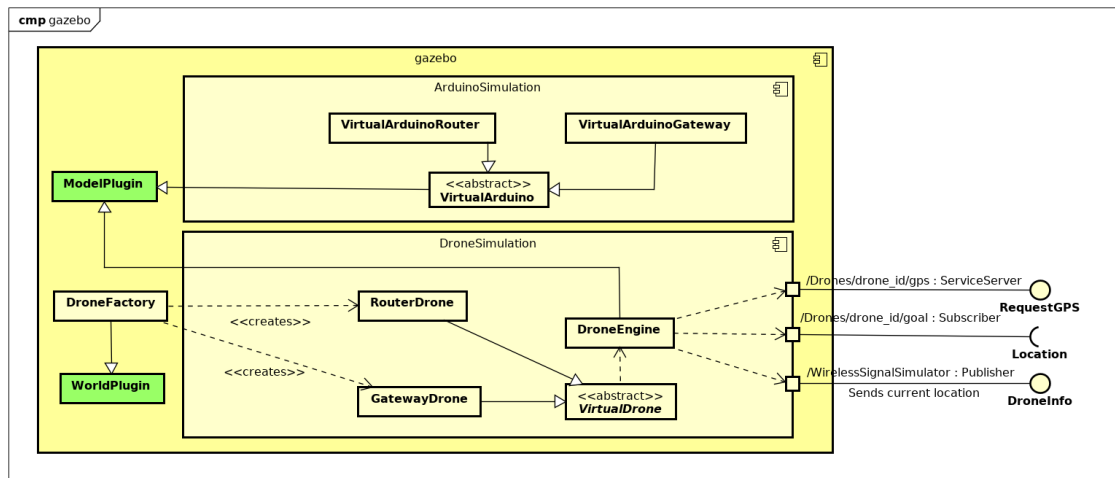 cmp gazebo
gazebo
ArduinoSimulation
VirtualArduinoRouter
VirtualArduinoGateway
ModelPlugin
<<abstract>>
VirtualArduino
DroneSimulation
/Drones/drone_id/gps : ServiceServer
DroneFactory
RouterDrone
RequestGPS
<<creates>>
/Drones/drone_id/goal : Subscriber
DroneEngine
Location
<<creates>>
/WirelessSignalSimulator : Publisher
WorldPlugin
GatewayDrone
<<abstract>>
VirtualDrone
Sends current location
DroneInfo